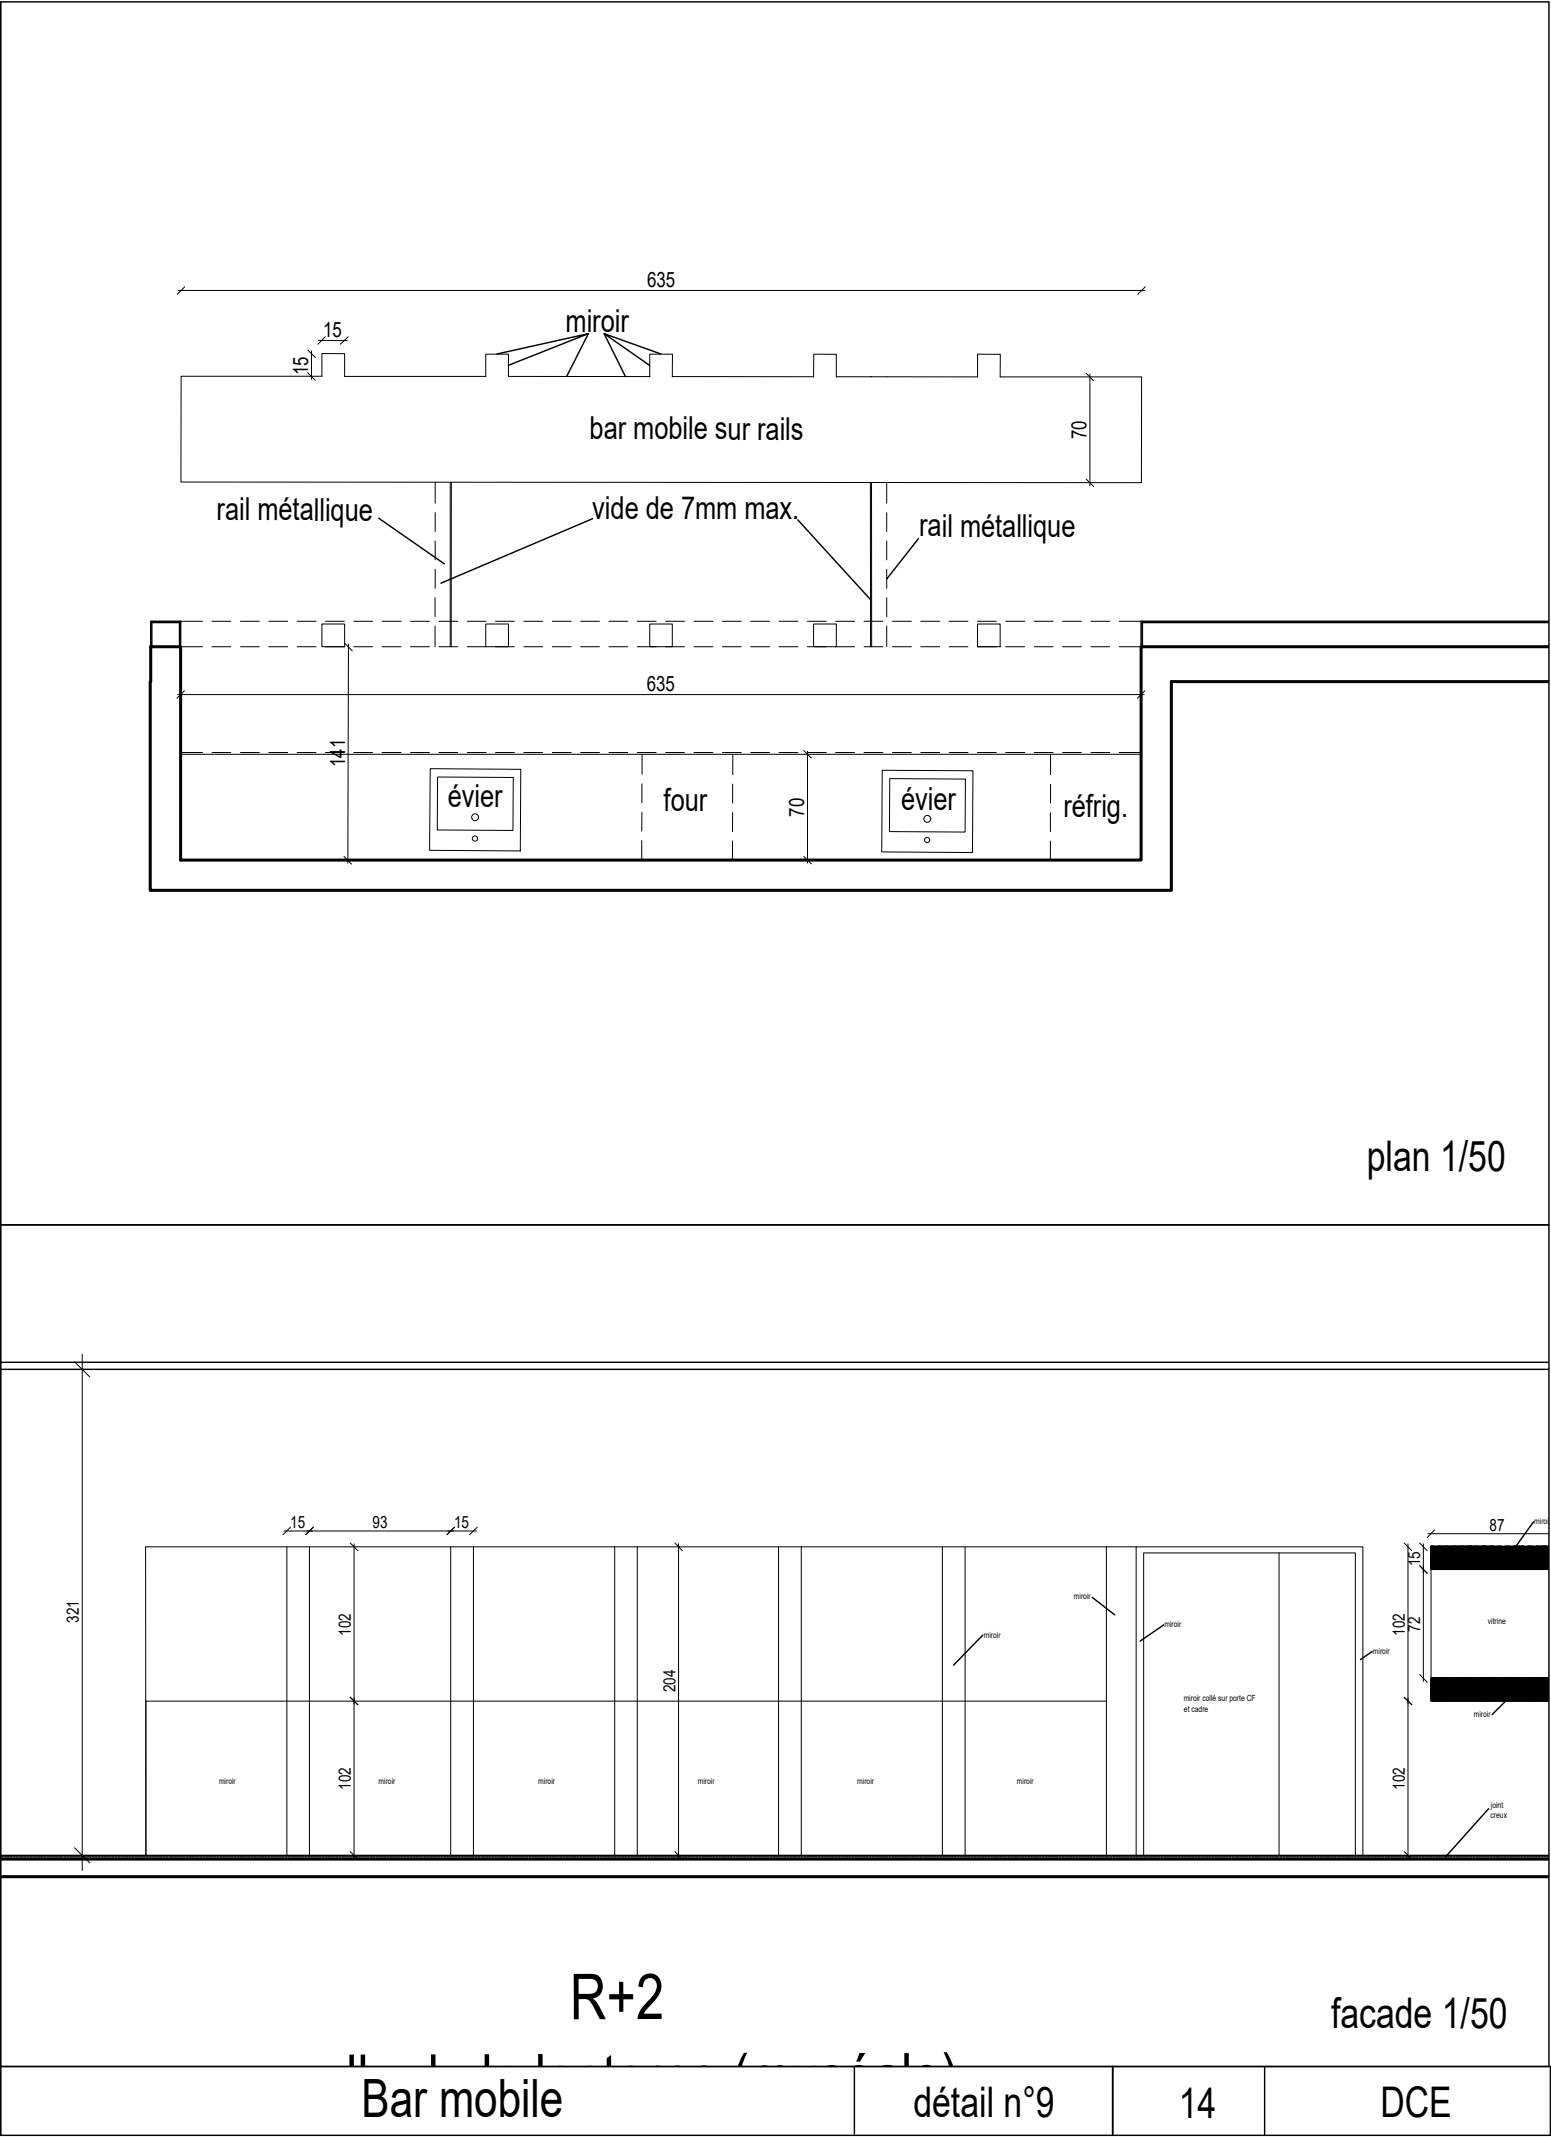 635
miroir
15
15
bar mobile sur rails
70
rail métallique
vide de 7mm max.
rail métallique
635
141
évier
four
70
évier
réfrig.
plan 1/50
321
15
93
15
102
102
204
miroir
miroir
miroir
miroir
miroir
miroir
miroir
miroir
miroir
miroir collé sur porte CF
et cadre
miroir
87
15
72
102
102
vitrine
miroir
joint
creux
R+2
facade 1/50
Bar mobile
détail n°9
14
DCE